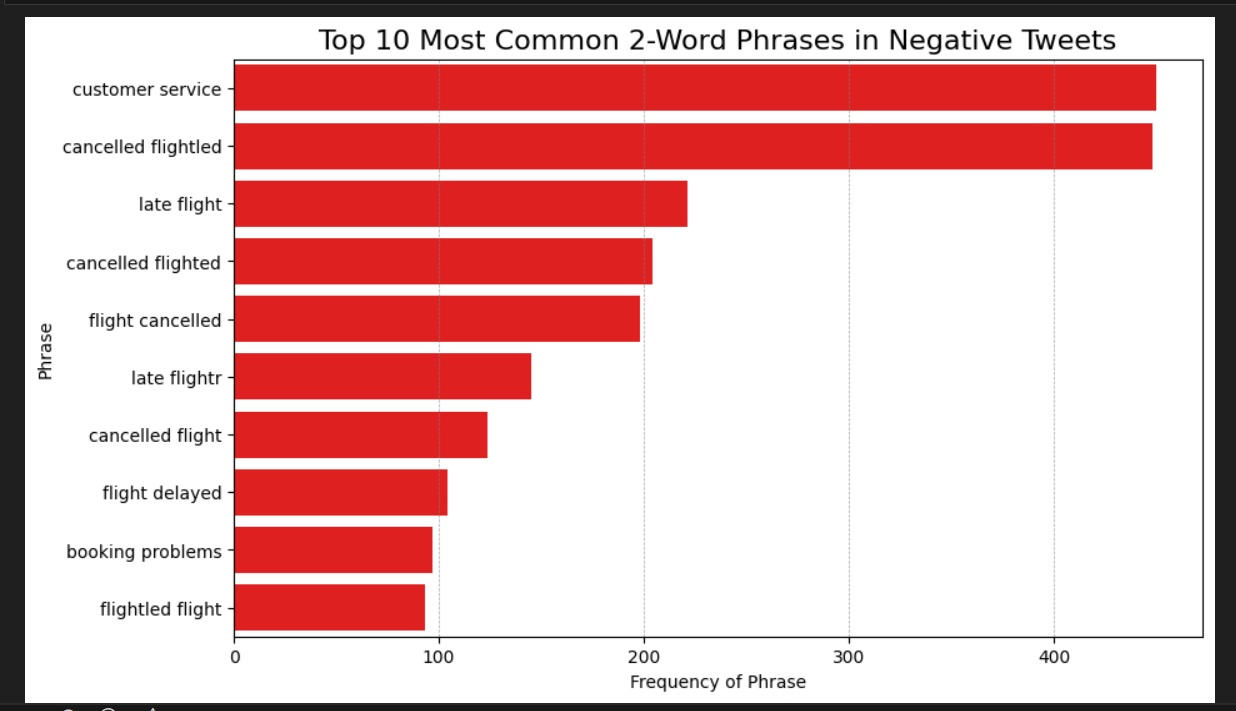 Top 10 Most Common 2-Word Phrases in Negative Tweets
customer service
cancelled flightled
late flight
cancelled flighted
flight cancelled
late flightr
cancelled flight
flight delayed
booking problems
flightled flight
Phrase
0 100 200 300 400
Frequency of Phrase